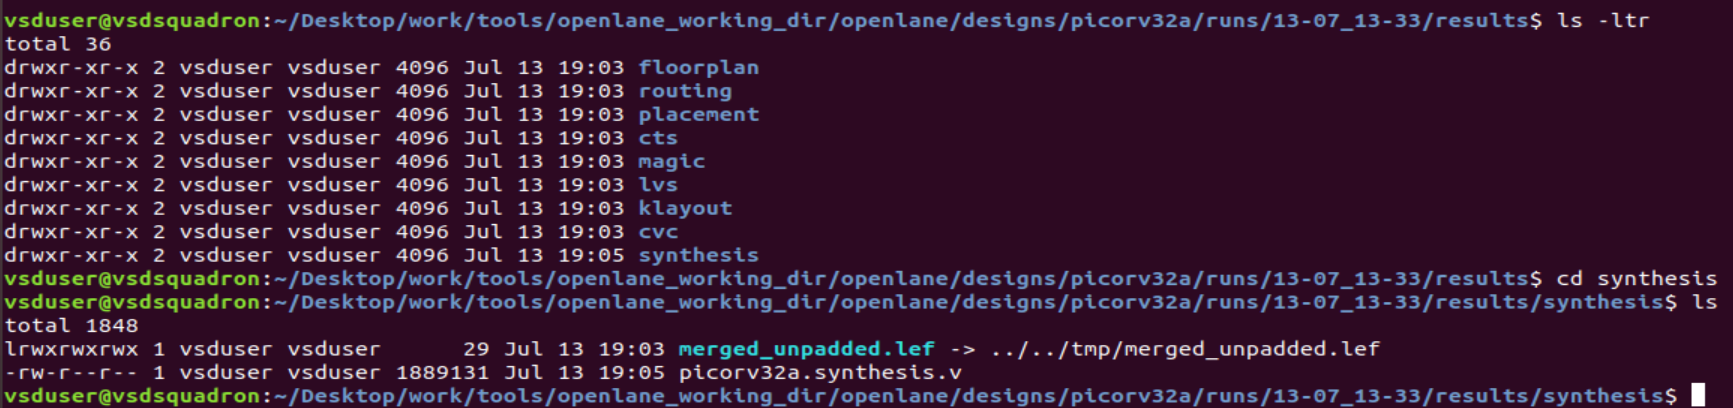 vsduser@vsdsquadron:~/Desktop/work/tools/openlane_working_dir/openlane/designs/picorv32a/runs/13-07_13-33/results$ ls -ltr
total 36
drwxr-xr-x 2 vsduser vsduser 4096 Jul 13 19:03 floorplan
drwxr-xr-x 2 vsduser vsduser 4096 Jul 13 19:03 routing
drwxr-xr-x 2 vsduser vsduser 4096 Jul 13 19:03 placement
drwxr-xr-x 2 vsduser vsduser 4096 Jul 13 19:03 cts
drwxr-xr-x 2 vsduser vsduser 4096 Jul 13 19:03 magic
drwxr-xr-x 2 vsduser vsduser 4096 Jul 13 19:03 lvs
drwxr-xr-x 2 vsduser vsduser 4096 Jul 13 19:03 klayout
drwxr-xr-x 2 vsduser vsduser 4096 Jul 13 19:03 cvc
drwxr-xr-x 2 vsduser vsduser 4096 Jul 13 19:05 synthesis
vsduser@vsdsquadron:~/Desktop/work/tools/openlane_working_dir/openlane/designs/picorv32a/runs/13-07_13-33/results$ cd synthesis
vsduser@vsdsquadron:~/Desktop/work/tools/openlane_working_dir/openlane/designs/picorv32a/runs/13-07_13-33/results/synthesis$ ls
total 1848
lrwxrwxrwx 1 vsduser vsduser      29 Jul 13 19:03 merged_unpadded.lef -> ../../tmp/merged_unpadded.lef
-rw-r--r-- 1 vsduser vsduser 1889131 Jul 13 19:05 picorv32a.synthesis.v
vsduser@vsdsquadron:~/Desktop/work/tools/openlane_working_dir/openlane/designs/picorv32a/runs/13-07_13-33/results/synthesis$